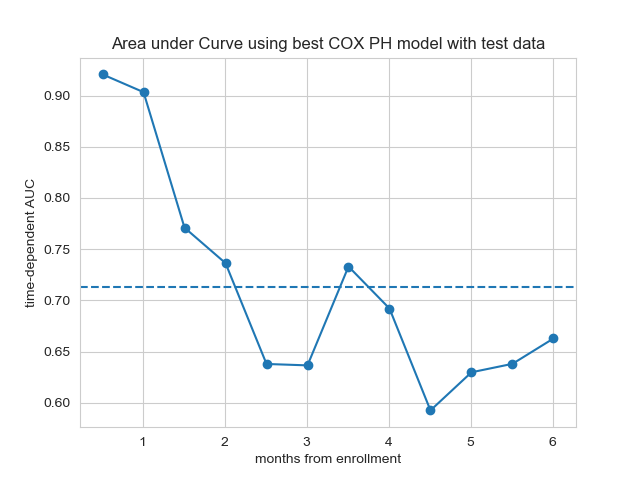 Area under Curve using best COX PH model with test data
time-dependent AUC
0.90
0.85
0.80
0.75
0.70
0.65
0.60
1 2 3 4 5 6
months from enrollment